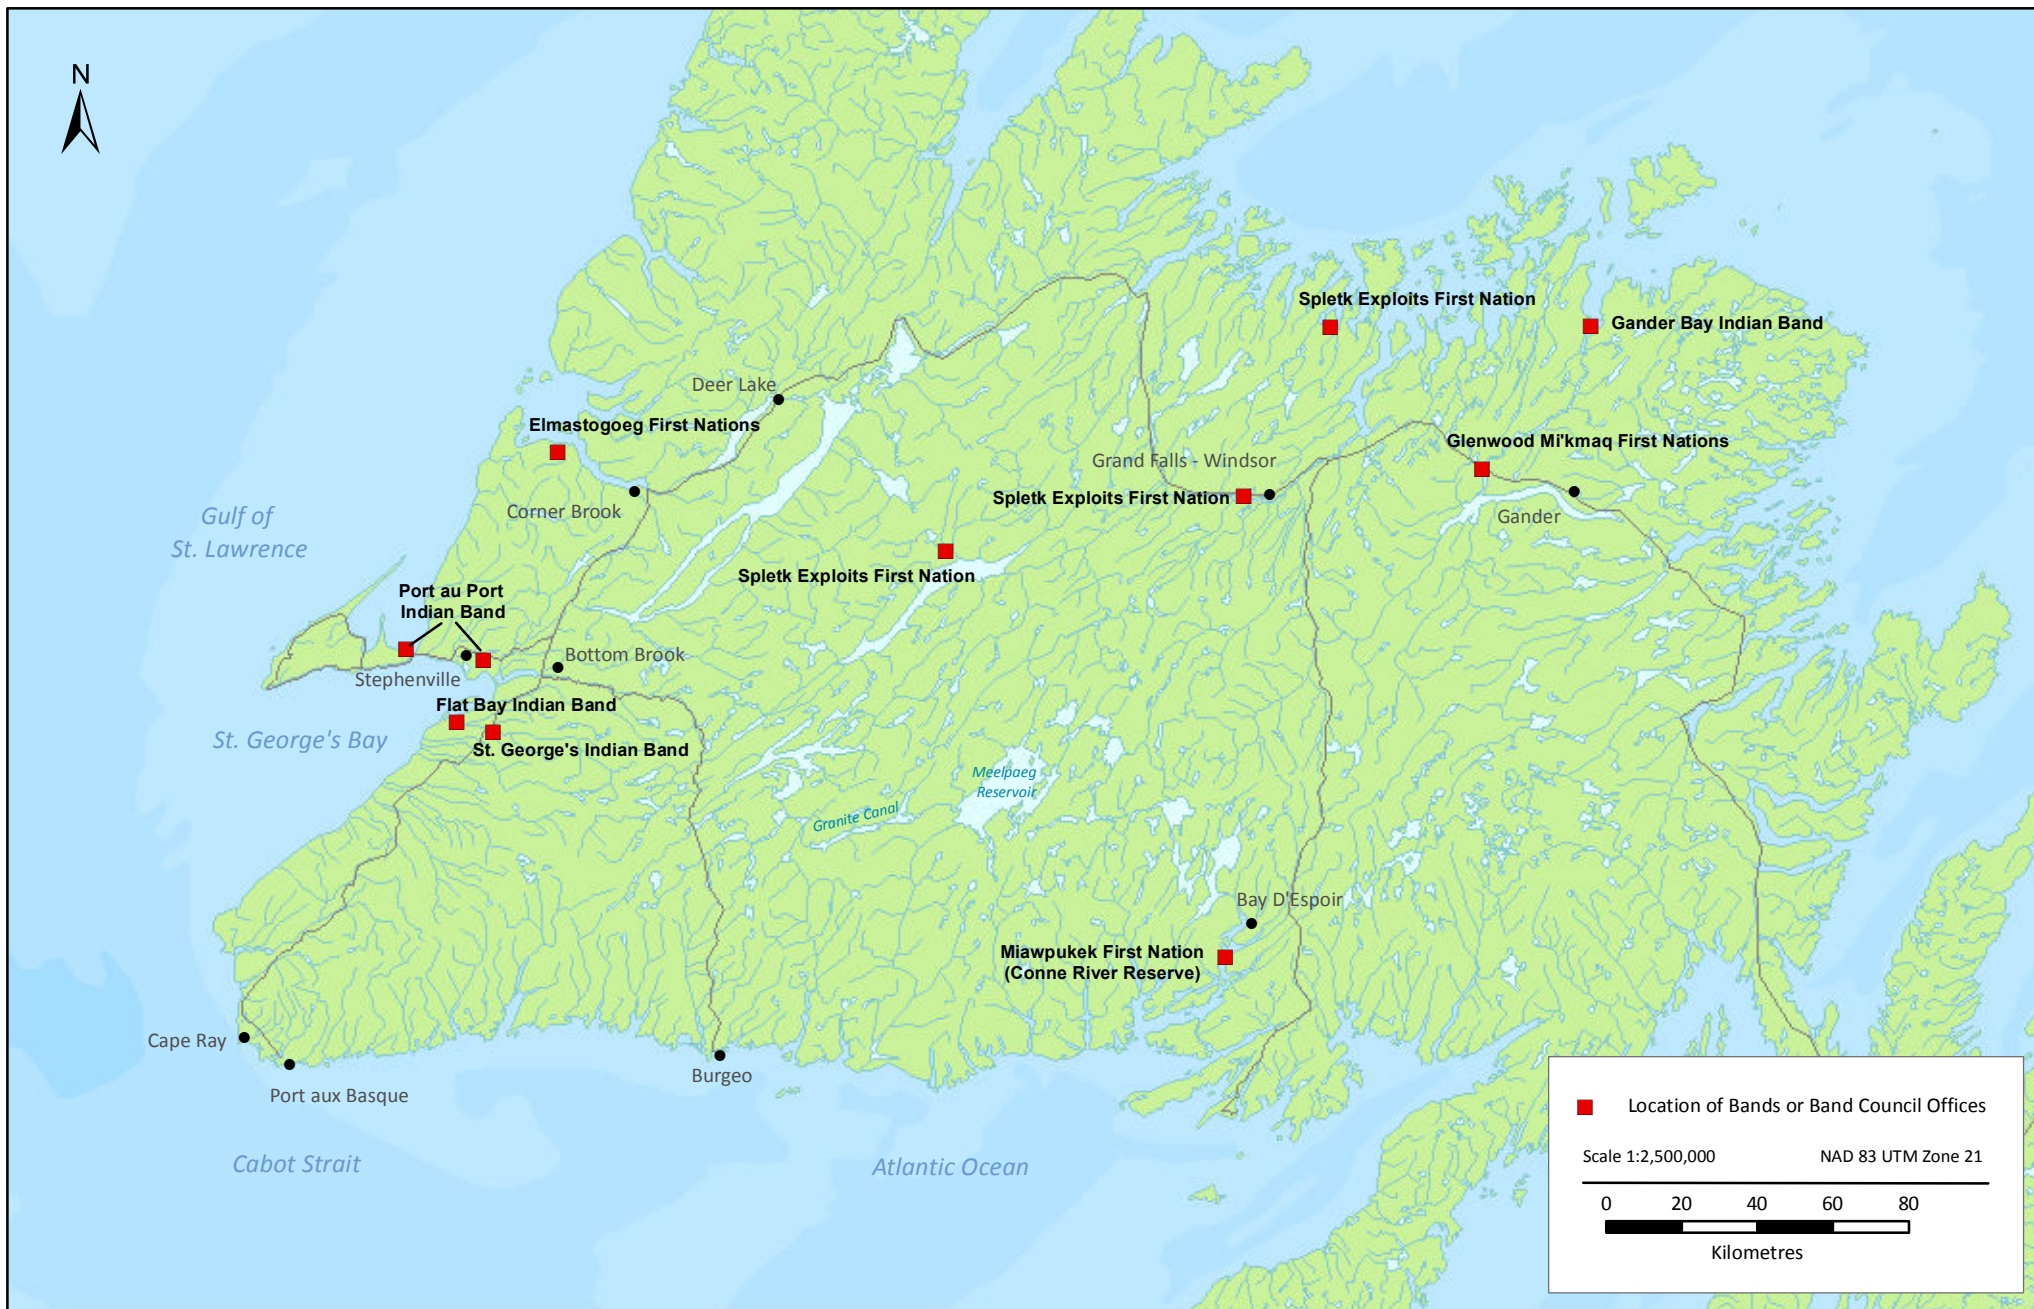 N
Spletk Exploits First Nation
Gander Bay Indian Band
Deer Lake
Elmastogoeg First Nations
Glenwood Mi'kmaq First Nations
Grand Falls - Windsor
Spletk Exploits First Nation
Corner Brook
Gander
Gulf of
St. Lawrence
Spletk Exploits First Nation
Port au Port
Indian Band
Bottom Brook
Stephenville
Flat Bay Indian Band
St. George's Bay
St. George's Indian Band
Meelpaeg
Reservoir
Granite Canal
Bay D'Espoir
Miawpukek First Nation
(Conne River Reserve)
Cape Ray
Burgeo
Port aux Basque
Cabot Strait
Atlantic Ocean
Location of Bands or Band Council Offices
Scale 1:2,500,000 NAD 83 UTM Zone 21
0 20 40 60 80
Kilometres